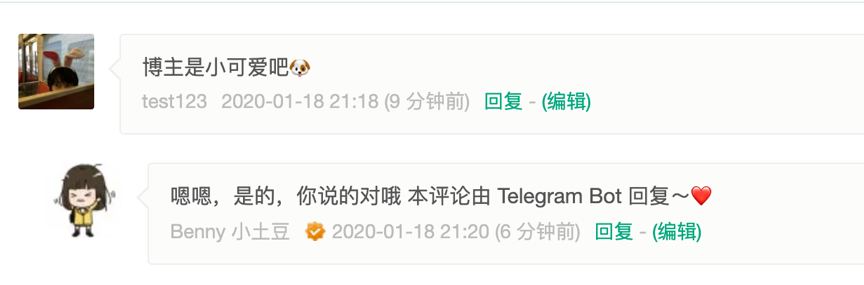 博主是小可爱吧🐶
test123 2020-01-18 21:18 (9 分钟前) 回复 - (编辑)
嗯嗯，是的，你说的对哦 本评论由 Telegram Bot 回复～❤️
Benny 小土豆 2020-01-18 21:20 (6 分钟前) 回复 - (编辑)